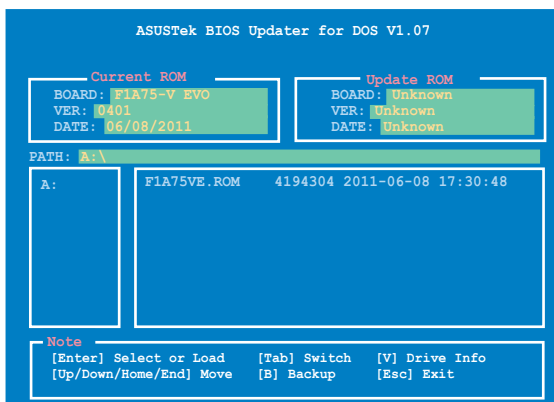 ASUSTek BIOS Updater for DOS V1.07
Current ROM
BOARD: F1A75-V EVO
VER: 0401
DATE: 06/08/2011
Update ROM
BOARD: Unknown
VER: Unknown
DATE: Unknown
PATH: A:\
A:
F1A75VE.ROM 4194304 2011-06-08 17:30:48
Note
[Enter] Select or Load [Tab] Switch [V] Drive Info
[Up/Down/Home/End] Move [B] Backup [Esc] Exit